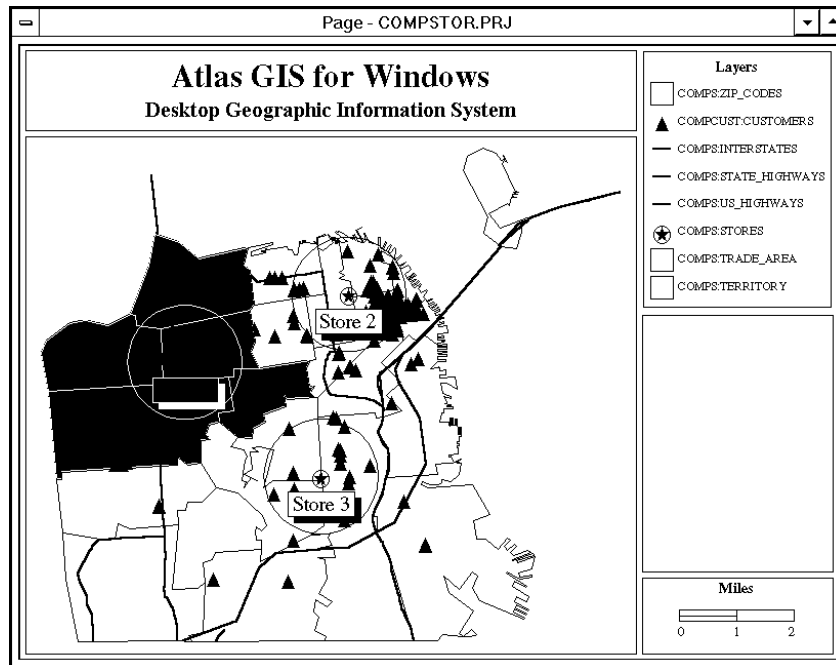 Page - COMPSTOR.PRJ
Atlas GIS for Windows
Desktop Geographic Information System
Layers
COMPS:ZIP_CODES
COMPCUST:CUSTOMERS
COMPS:INTERSTATES
COMPS:STATE_HIGHWAYS
COMPS:US_HIGHWAYS
COMPS:STORES
COMPS:TRADE_AREA
COMPS:TERRITORY
Store 2
Store 3
Miles
0 1 2